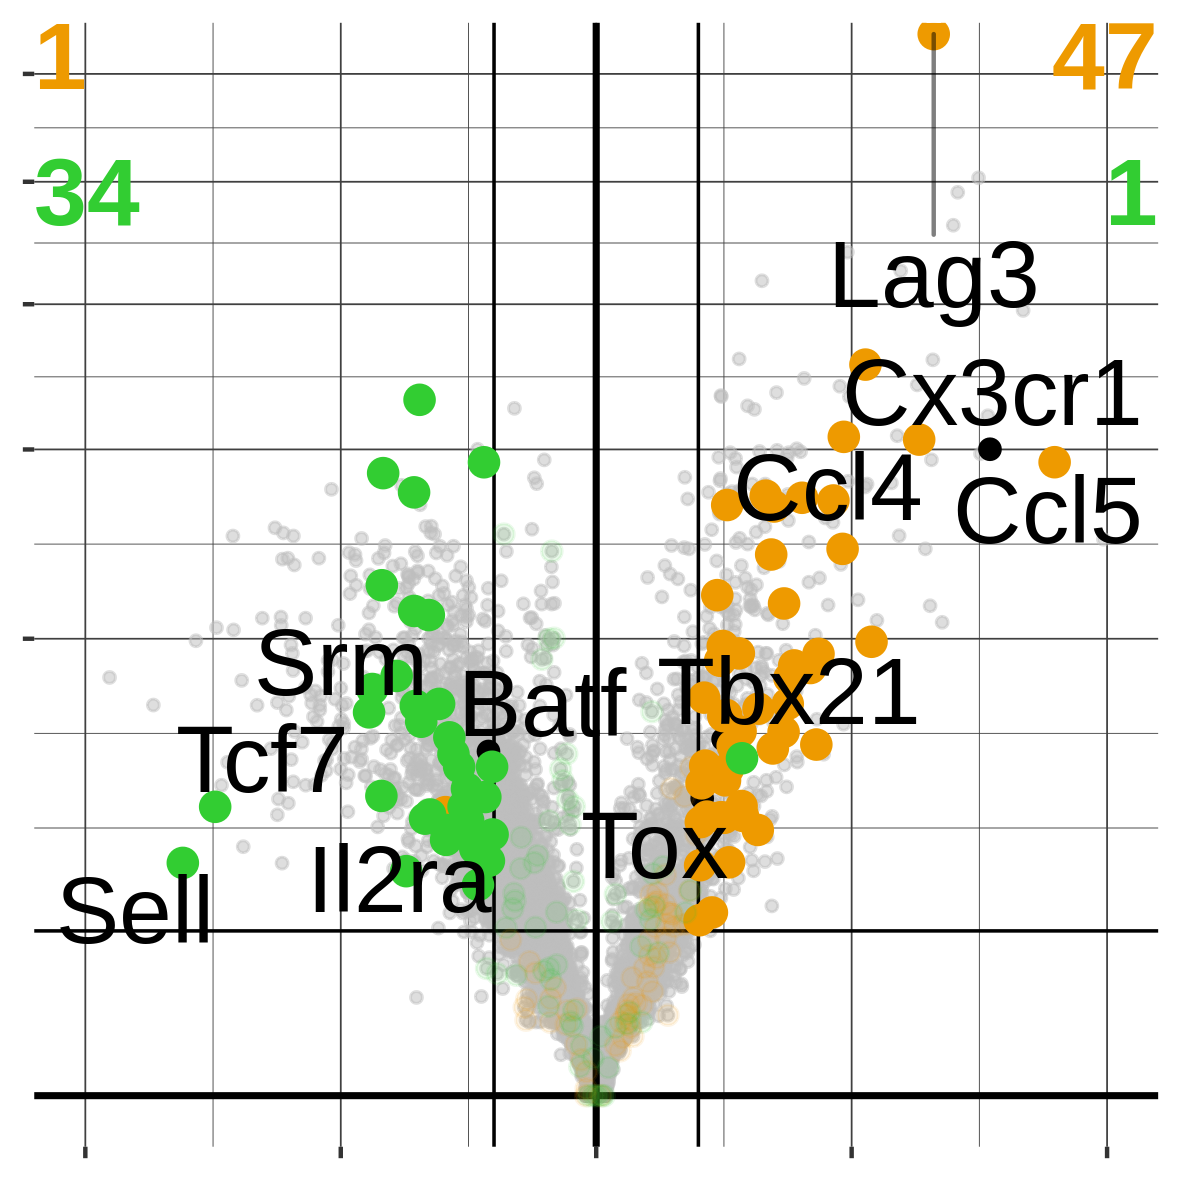 1 47
34 1
Lag3
Cx3cr1
Ccl4 Ccl5
Srm Batf Tbx21
Tcf7
Tox
Sell Il2ra